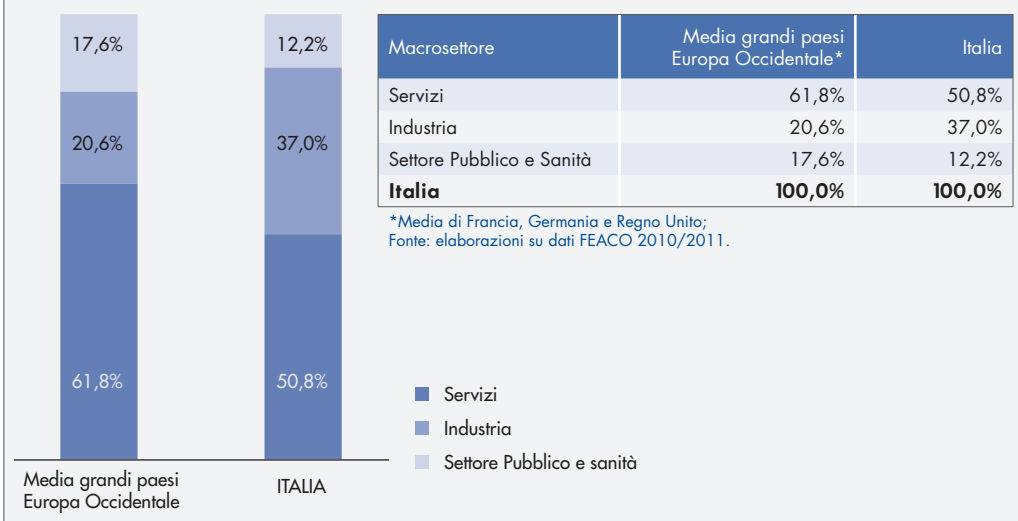 17,6%
12,2%
20,6%
37,0%
61,8%
50,8%
Media grandi paesi
Europa Occidentale
ITALIA
Macrosettore
Media grandi paesi
Europa Occidentale*
Italia
Servizi 61,8% 50,8%
Industria 20,6% 37,0%
Settore Pubblico e Sanità 17,6% 12,2%
Italia 100,0% 100,0%
*Media di Francia, Germania e Regno Unito;
Fonte: elaborazioni su dati FEACO 2010/2011.
Servizi
Industria
Settore Pubblico e sanità